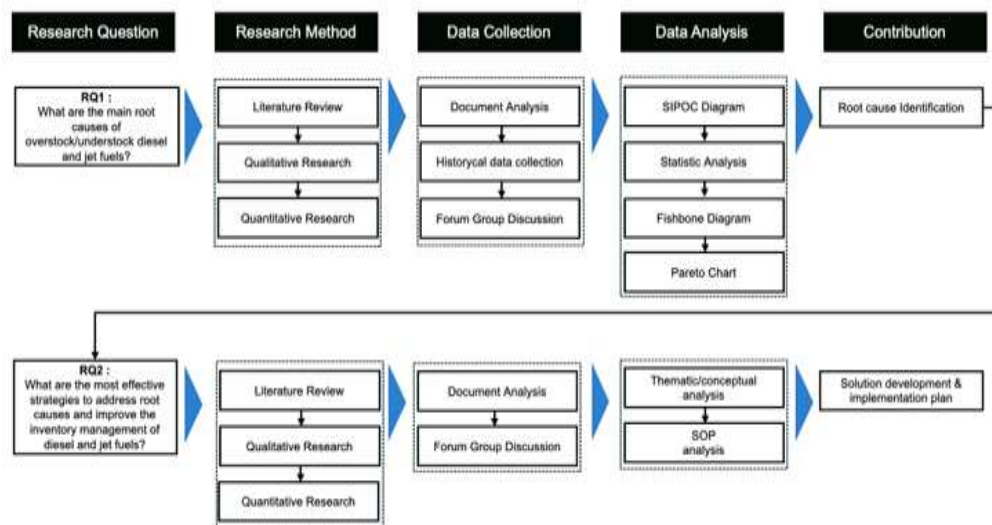 Research Question
Research Method
Data Collection
Data Analysis
Contribution
RQ1 :
What are the main root
causes of
overstock/understock diesel
and jet fuels?
Literature Review
Qualitative Research
Quantitative Research
Document Analysis
Historycal data collection
Forum Group Discussion
SIPOC Diagram
Statistic Analysis
Fishbone Diagram
Pareto Chart
Root cause Identification
RQ2 :
What are the most effective
strategies to address root
causes and improve the
inventory management of
diesel and jet fuels?
Literature Review
Qualitative Research
Quantitative Research
Document Analysis
Forum Group Discussion
Thematic/conceptual
analysis
SOP
analysis
Solution development &
implementation plan